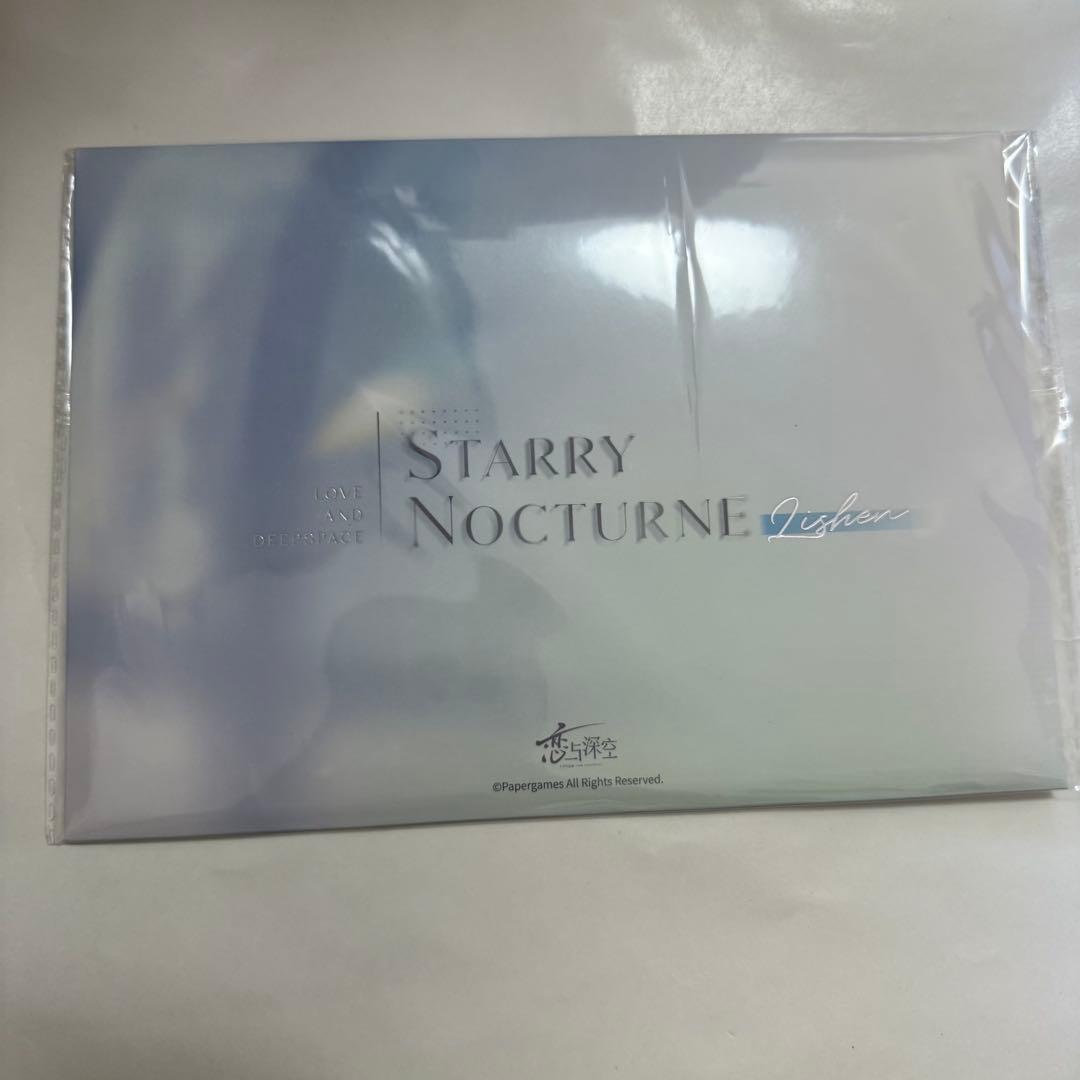 LOVE
AND
DEEPSPACE
STARRY
NOCTURNE
Lishen
恋与深空
©Papergames All Rights Reserved.